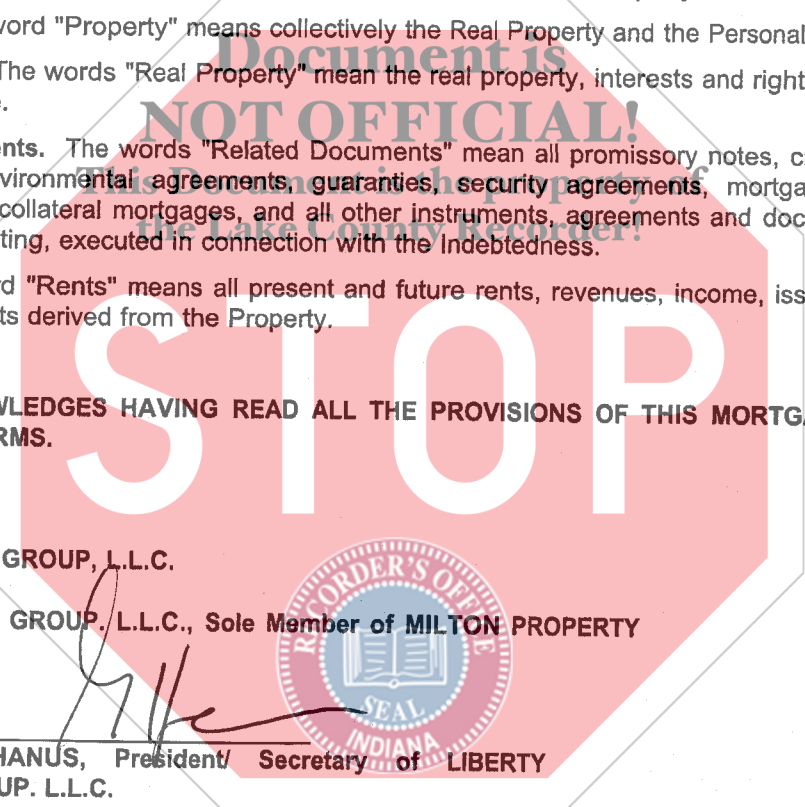 word "Property" means collectively the Real Property and the Personal
Document is
The words "Real Property" mean the real property, interests and right
e.
NOT OFFICIAL!
ents. The words "Related Documents" mean all promissory notes, c
nvironmental agreements, guaranties, security agreements, mortga
This Document is the property of
collateral mortgages, and all other instruments, agreements and doc
the Lake County Recorder!
ting, executed in connection with the Indebtedness.
rd "Rents" means all present and future rents, revenues, income, iss
ts derived from the Property.
STOP
WLEDGES HAVING READ ALL THE PROVISIONS OF THIS MORTGA
RMS.
GROUP, L.L.C.
RECORDER'S OFFICE
GROUP. L.L.C., Sole Member of MILTON PROPERTY
SEAL
INDIANA
HANUS, President/ Secretary of LIBERTY
UP. L.L.C.